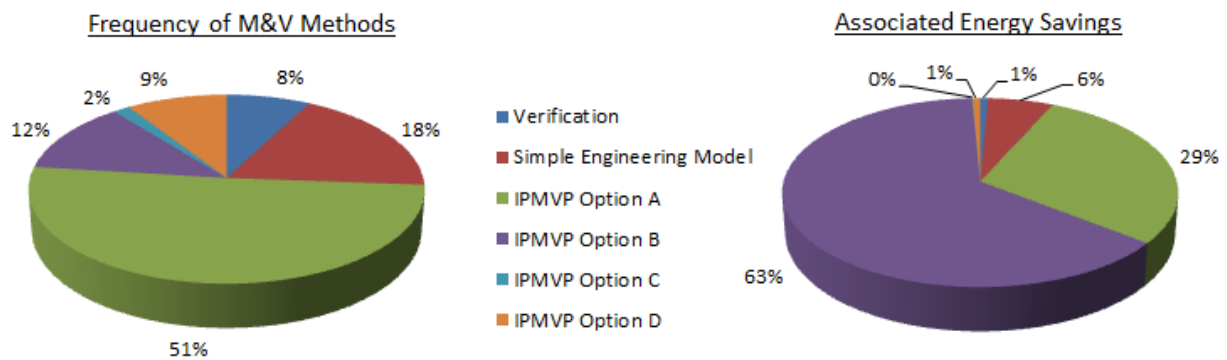 Frequency of M&V Methods
9%
8%
2%
12%
18%
51%
Verification
Simple Engineering Model
IPMVP Option A
IPMVP Option B
IPMVP Option C
IPMVP Option D
Associated Energy Savings
0%
1%
1%
6%
29%
63%